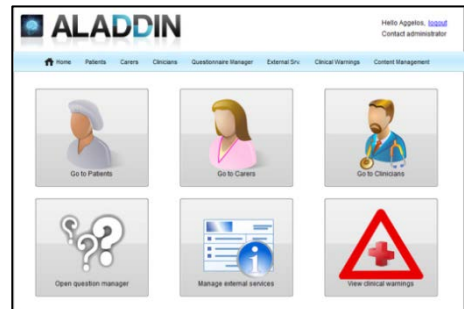 ALADDIN
Hello Aggelos, logout
Contact administrator
Home Patients Carers Clinicians Questionnaire Manager External Srv Clinical Warnings Content Management
Go to Patients
Go to Carers
Go to Clinicians
Open question manager
Manage external services
View clinical warnings